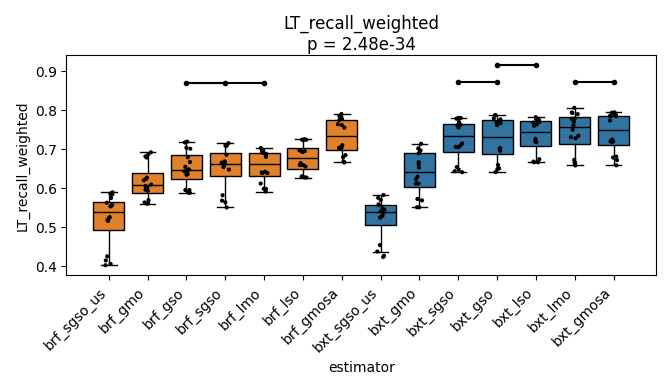 LT_recall_weighted
p = 2.48e-34
LT_recall_weighted
0.9
0.8
0.7
0.6
0.5
0.4
brf_sgso_us
brf_gmo
brf_gso
brf_sgso
brf_lmo
brf_lso
brf_gmosa
bxt_sgso_us
bxt_gmo
bxt_sgso
bxt_gso
bxt_lso
bxt_lmo
bxt_gmosa
estimator